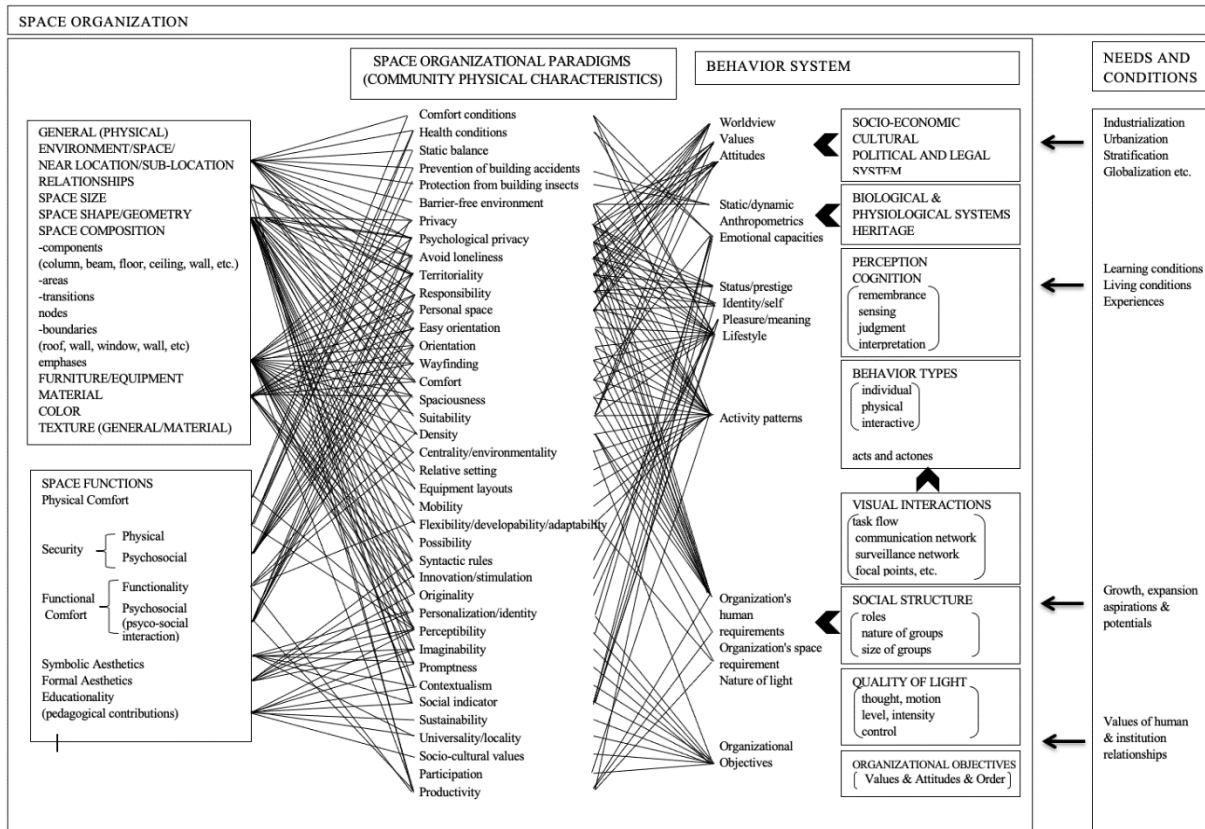 SPACE ORGANIZATION
SPACE ORGANIZATIONAL PARADIGMS
(COMMUNITY PHYSICAL CHARACTERISTICS)
BEHAVIOR SYSTEM
NEEDS AND
CONDITIONS
GENERAL (PHYSICAL)
ENVIRONMENT/SPACE/
NEAR LOCATION/SUB-LOCATION
RELATIONSHIPS
SPACE SIZE
SPACE SHAPE/GEOMETRY
SPACE COMPOSITION
-components
(column, beam, floor, ceiling, wall, etc.)
-areas
-transitions
nodes
-boundaries
(roof, wall, window, wall, etc)
emphases
FURNITURE/EQUIPMENT
MATERIAL
COLOR
TEXTURE (GENERAL/MATERIAL)
SPACE FUNCTIONS
Physical Comfort
Security
Physical
Psychosocial
Functional
Comfort
Functionality
Psychosocial
(psyco-social
interaction)
Symbolic Aesthetics
Formal Aesthetics
Educationality
(pedagogical contributions)
Comfort conditions
Health conditions
Static balance
Prevention of building accidents
Protection from building insects
Barrier-free environment
Privacy
Psychological privacy
Avoid loneliness
Territoriality
Responsibility
Personal space
Easy orientation
Orientation
Wayfinding
Comfort
Spaciousness
Suitability
Density
Centrality/environmentality
Relative setting
Equipment layouts
Mobility
Flexibility/developability/adaptability
Possibility
Syntactic rules
Innovation/stimulation
Originality
Personalization/identity
Perceptibility
Imaginability
Promptness
Contextualism
Social indicator
Sustainability
Universality/locality
Socio-cultural values
Participation
Productivity
Worldview
Values
Attitudes
Static/dynamic
Anthropometrics
Emotional capacities
Status/prestige
Identity/self
Pleasure/meaning
Lifestyle
Activity patterns
Organization's
human
requirements
Organization's space
requirement
Nature of light
Organizational
Objectives
SOCIO-ECONOMIC
CULTURAL
POLITICAL AND LEGAL
SYSTEM
BIOLOGICAL &
PHYSIOLOGICAL SYSTEMS
HERITAGE
PERCEPTION
COGNITION
remembrance
sensing
judgment
interpretation
BEHAVIOR TYPES
individual
physical
interactive
acts and actones
VISUAL INTERACTIONS
task flow
communication network
surveillance network
focal points, etc.
SOCIAL STRUCTURE
roles
nature of groups
size of groups
QUALITY OF LIGHT
thought, motion
level, intensity
control
ORGANIZATIONAL OBJECTIVES
Values & Attitudes & Order
Industrialization
Urbanization
Stratification
Globalization etc.
Learning conditions
Living conditions
Experiences
Growth, expansion
aspirations &
potentials
Values of human
& institution
relationships